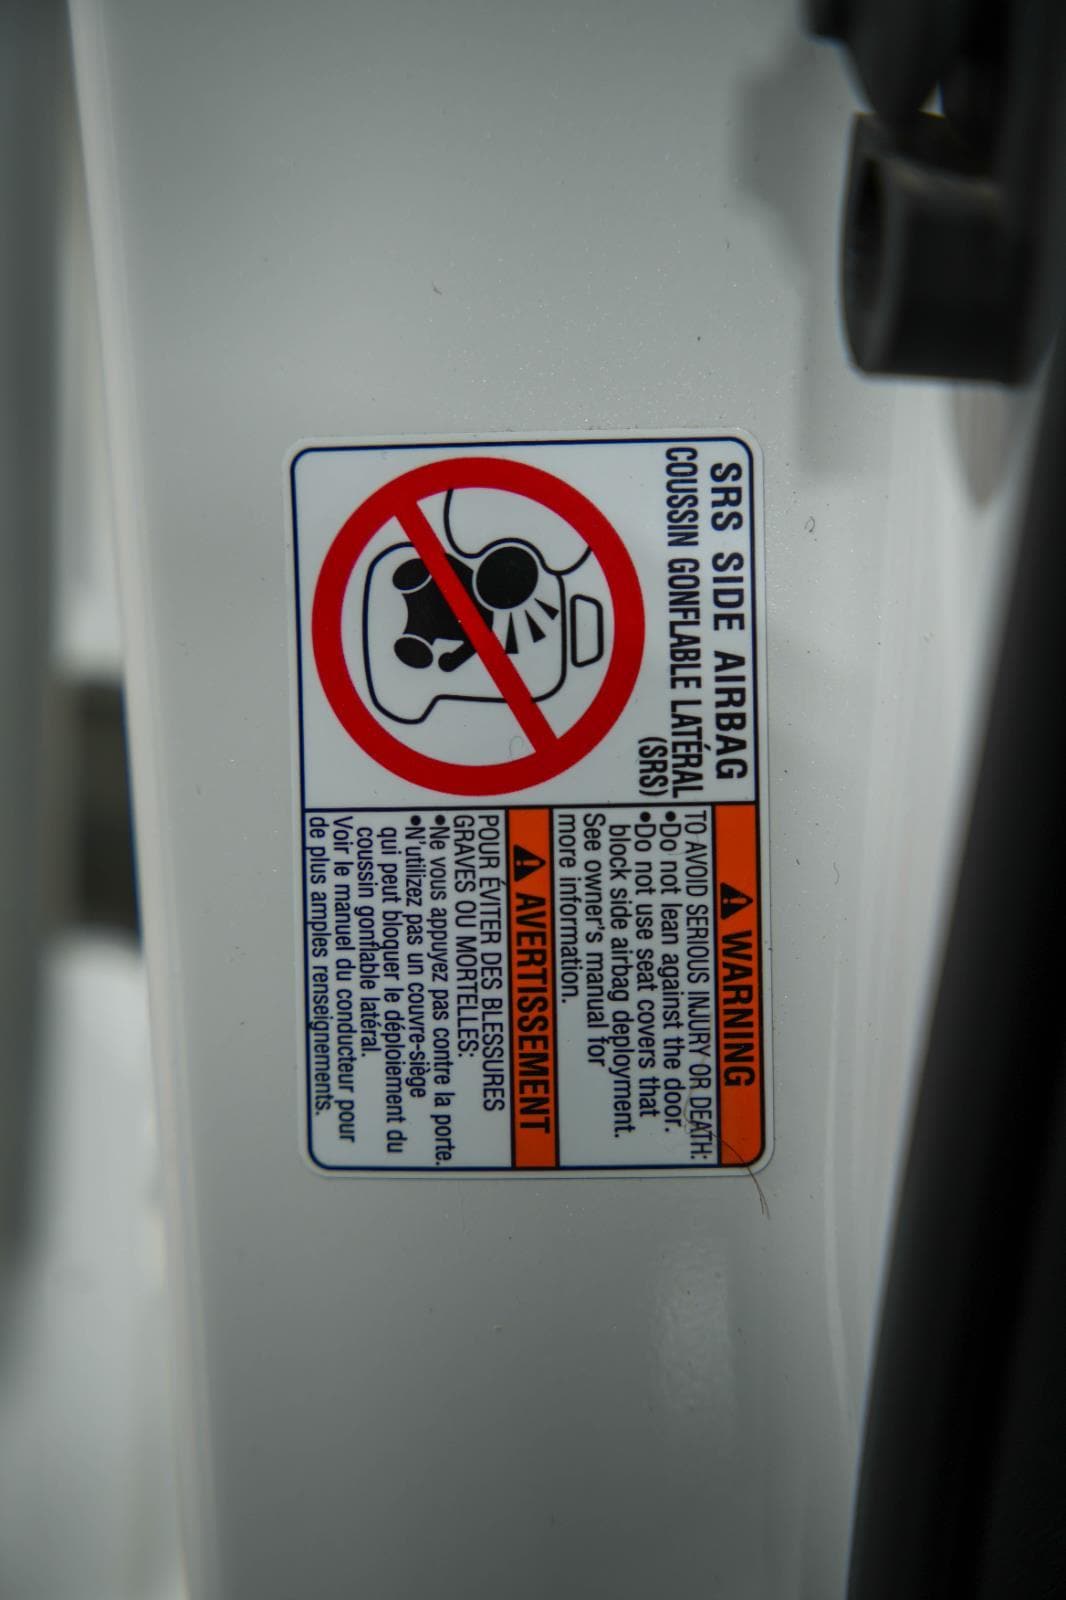 SRS SIDE AIRBAG
COUSSIN GONFLABLE LATÉRAL
(SRS)
WARNING
TO AVOID SERIOUS INJURY OR DEATH:
•Do not lean against the door.
•Do not use seat covers that
block side airbag deployment.
See owner's manual for
more information.
AVERTISSEMENT
POUR ÉVITER DES BLESSURES
GRAVES OU MORTELLES:
•Ne vous appuyez pas contre la porte.
•N'utilizez pas un couvre-siège
qui peut bloquer le déploiement du
coussin gonflable latéral.
Voir le manuel du conducteur pour
de plus amples renseignements.